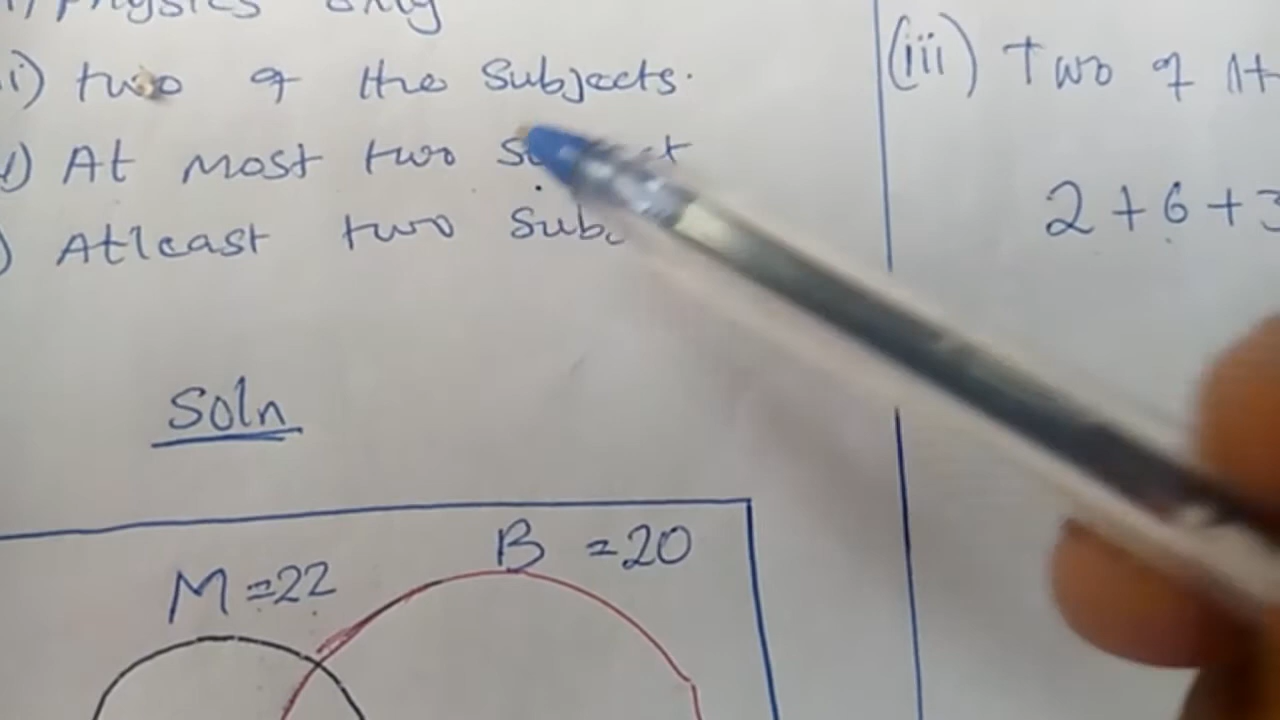 Physics only
i) two of the Subjects.
) At most two
) Atleast two
Soln
M =22
B =20
(iii) Two of
2 + 6 + 3